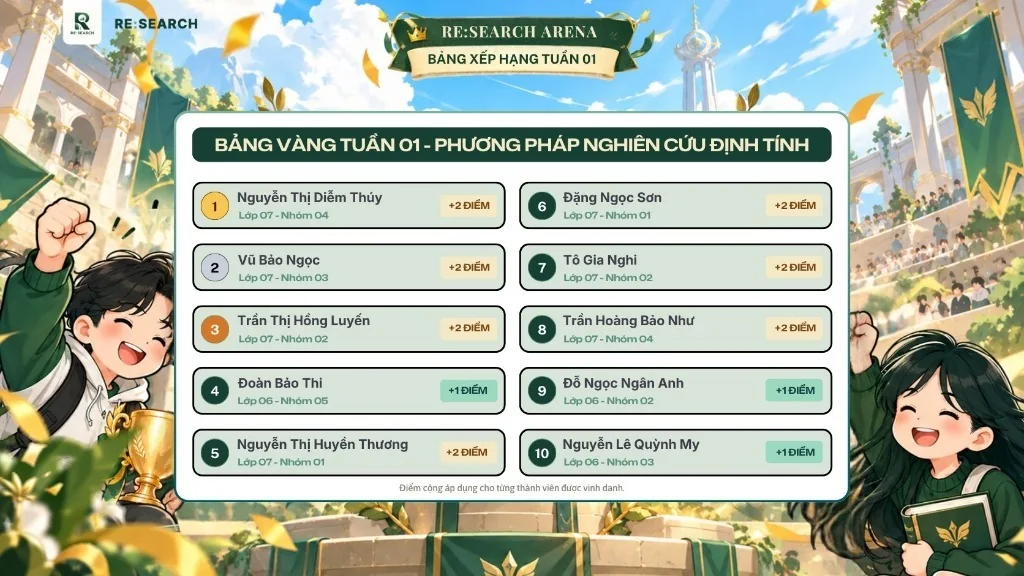 RE:SEARCH
RE:SEARCH
RE:SEARCH ARENA
BẢNG XẾP HẠNG TUẦN 01
BẢNG VÀNG TUẦN 01 - PHƯƠNG PHÁP NGHIÊN CỨU ĐỊNH TÍNH
1
Nguyễn Thị Diễm Thúy
Lớp 07 - Nhóm 04
+2 ĐIỂM
2
Vũ Bảo Ngọc
Lớp 07 - Nhóm 03
+2 ĐIỂM
3
Trần Thị Hồng Luyến
Lớp 07 - Nhóm 02
+2 ĐIỂM
4
Đoàn Bảo Thi
Lớp 06 - Nhóm 05
+1 ĐIỂM
5
Nguyễn Thị Huyền Thương
Lớp 07 - Nhóm 01
+2 ĐIỂM
6
Đặng Ngọc Sơn
Lớp 07 - Nhóm 01
+2 ĐIỂM
7
Tô Gia Nghi
Lớp 07 - Nhóm 02
+2 ĐIỂM
8
Trần Hoàng Bảo Như
Lớp 07 - Nhóm 04
+2 ĐIỂM
9
Đỗ Ngọc Ngân Anh
Lớp 06 - Nhóm 02
+1 ĐIỂM
10
Nguyễn Lê Quỳnh My
Lớp 06 - Nhóm 03
+1 ĐIỂM
Điểm cộng áp dụng cho từng thành viên được vinh danh.